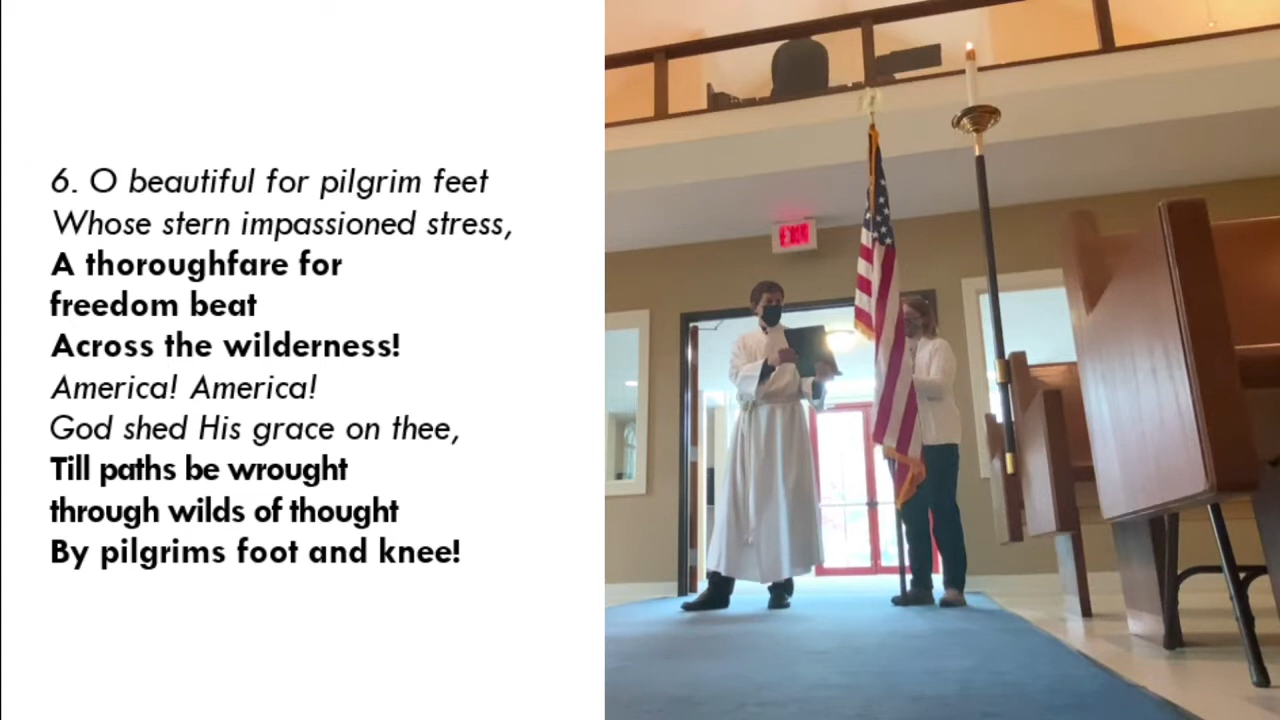 6. O beautiful for pilgrim feet
Whose stern impassioned stress,
A thoroughfare for
freedom beat
Across the wilderness!
America! America!
God shed His grace on thee,
Till paths be wrought
through wilds of thought
By pilgrims foot and knee!
EXIT